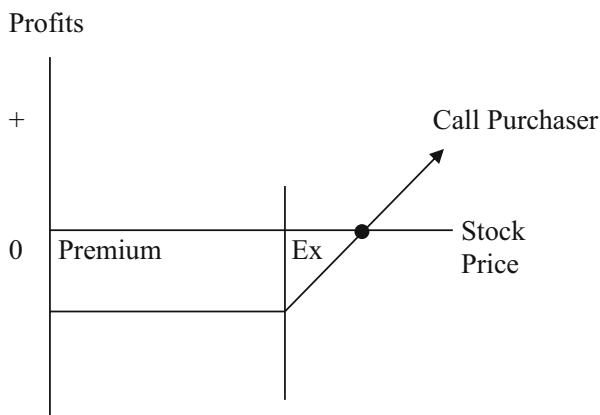 Profits
+
Call Purchaser
0
Premium
Ex
Stock
Price